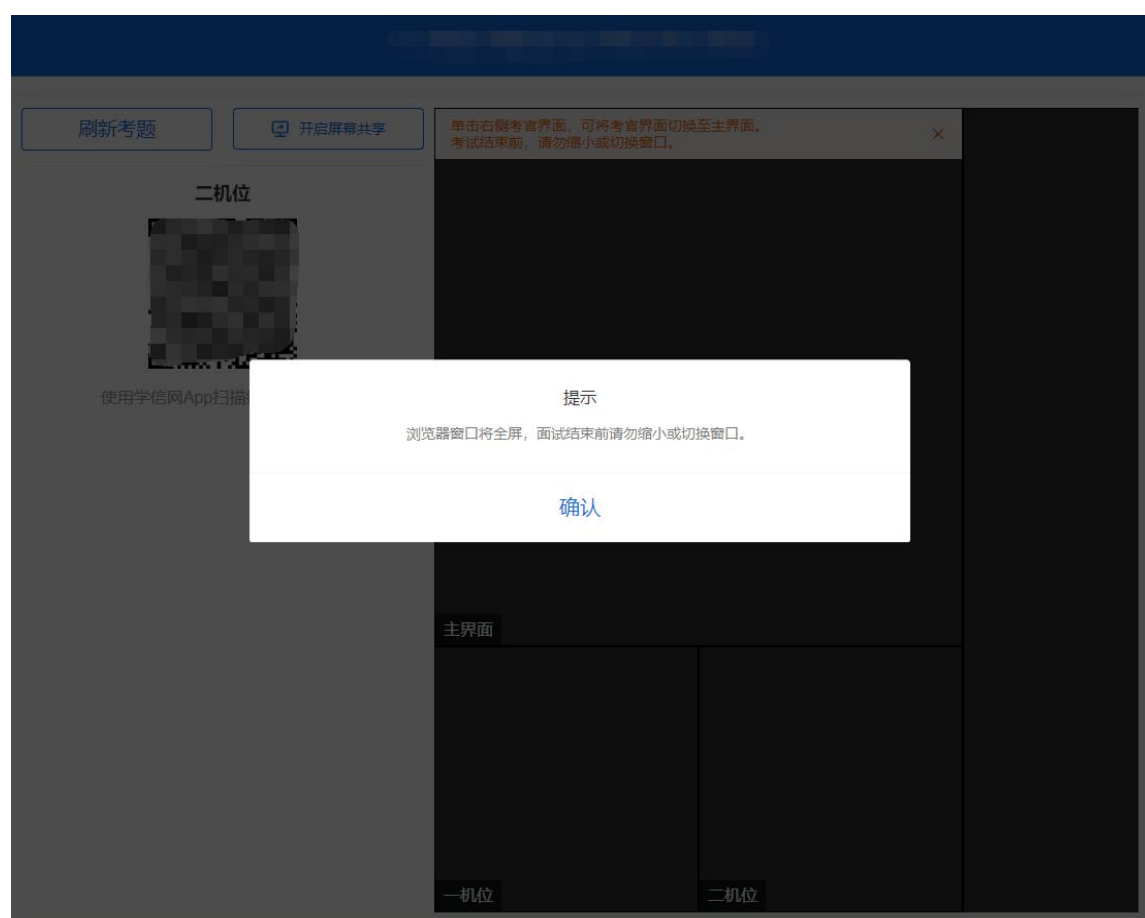 刷新考题
开启屏幕共享
单击右侧考官界面，可将考官界面切换至主界面。
考试结束前，请勿缩小或切换窗口。
二机位
使用学信网App扫描
提示
浏览器窗口将全屏，面试结束前请勿缩小或切换窗口。
确认
主界面
一机位
二机位